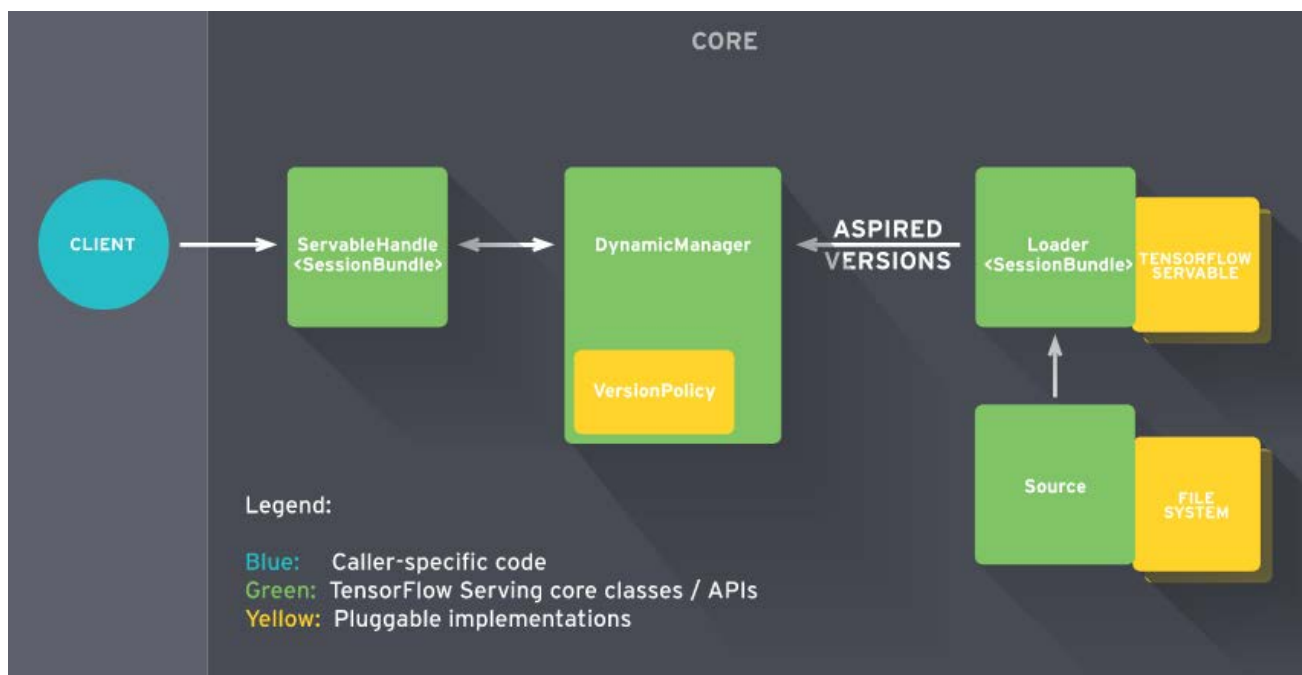 CORE
CLIENT
ServableHandle
<SessionBundle>
DynamicManager
VersionPolicy
ASPIRED
VERSIONS
Loader
<SessionBundle>
TENSORFLOW
SERVABLE
Source
FILE
SYSTEM
Legend:
Blue: Caller-specific code
Green: TensorFlow Serving core classes / APIs
Yellow: Pluggable implementations